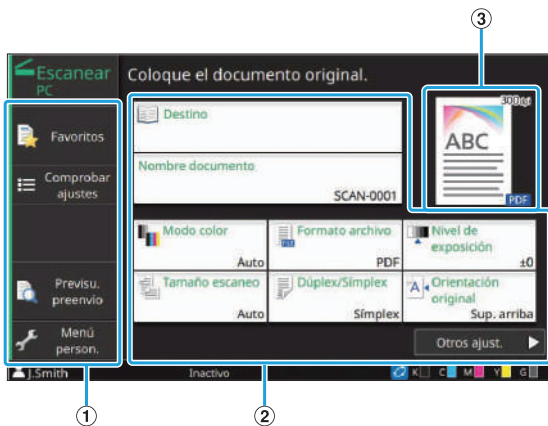 ③
Escanear
PC
Coloque el documento original.
Favoritos
Comprobar
ajustes
Previsu.
preenvío
Menú
person.
Destino
Nombre documento
SCAN-0001
300dpi
ABC
PDF
Modo color
Auto
Formato archivo
PDF
Nivel de
exposición
±0
Tamaño escaneo
Auto
Dúplex/Símplex
Símplex
Orientación
original
Sup. arriba
Otros ajust.
J.Smith
Inactivo
K C M Y G
① ②